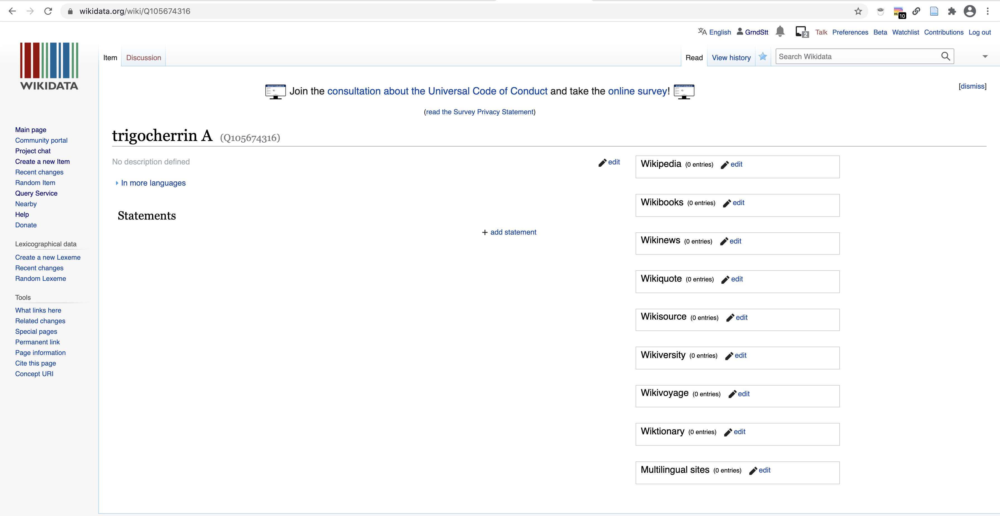 wikidata.org/wiki/Q105674316
10
English GrndStt 2 Talk Preferences Beta Watchlist Contributions Log out
WIKIDATA
Item Discussion Read View history Search Wikidata
QUESTIONARIO Join the consultation about the Universal Code of Conduct and take the online survey! QUESTIONARIO
[dismiss]
(read the Survey Privacy Statement)
trigocherrin A (Q105674316)
No description defined
edit
In more languages
Statements
+ add statement
Main page
Community portal
Project chat
Create a new Item
Recent changes
Random Item
Query Service
Nearby
Help
Donate
Lexicographical data
Create a new Lexeme
Recent changes
Random Lexeme
Tools
What links here
Related changes
Special pages
Permanent link
Page information
Cite this page
Concept URI
Wikipedia (0 entries) edit
Wikibooks (0 entries) edit
Wikinews (0 entries) edit
Wikiquote (0 entries) edit
Wikisource (0 entries) edit
Wikiversity (0 entries) edit
Wikivoyage (0 entries) edit
Wiktionary (0 entries) edit
Multilingual sites (0 entries) edit